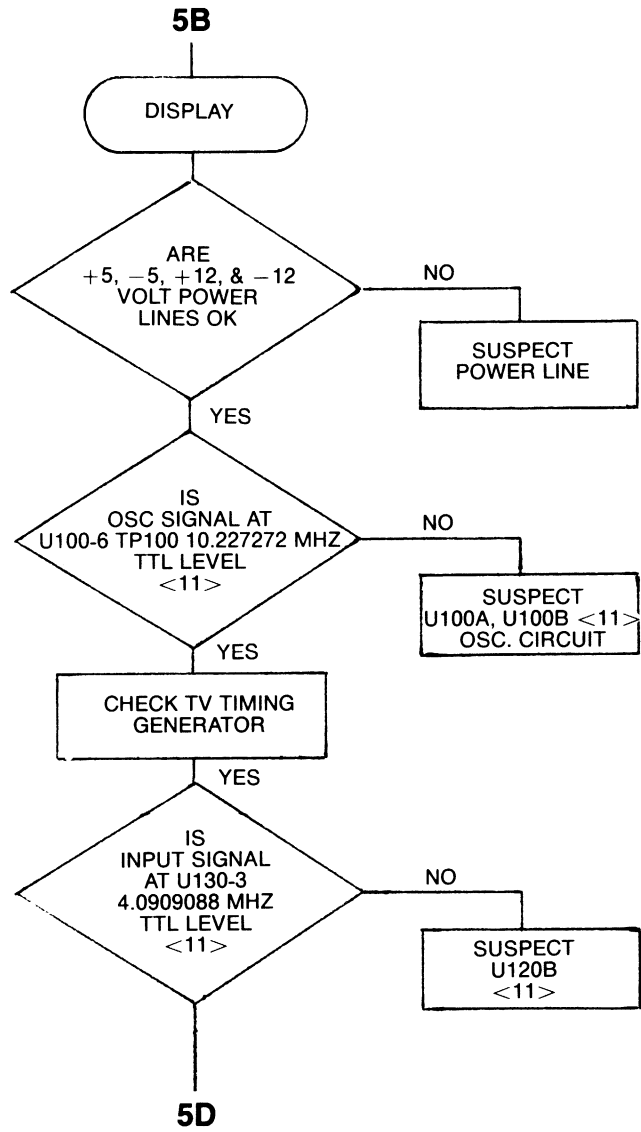 5B
DISPLAY
ARE
+5, −5, +12, & −12
VOLT POWER
LINES OK
NO
SUSPECT
POWER LINE
YES
IS
OSC SIGNAL AT
U100-6 TP100 10.227272 MHZ
TTL LEVEL
<11>
NO
SUSPECT
U100A, U100B <11>
OSC. CIRCUIT
YES
CHECK TV TIMING
GENERATOR
YES
IS
INPUT SIGNAL
AT U130-3
4.0909088 MHZ
TTL LEVEL
<11>
NO
SUSPECT
U120B
<11>
5D